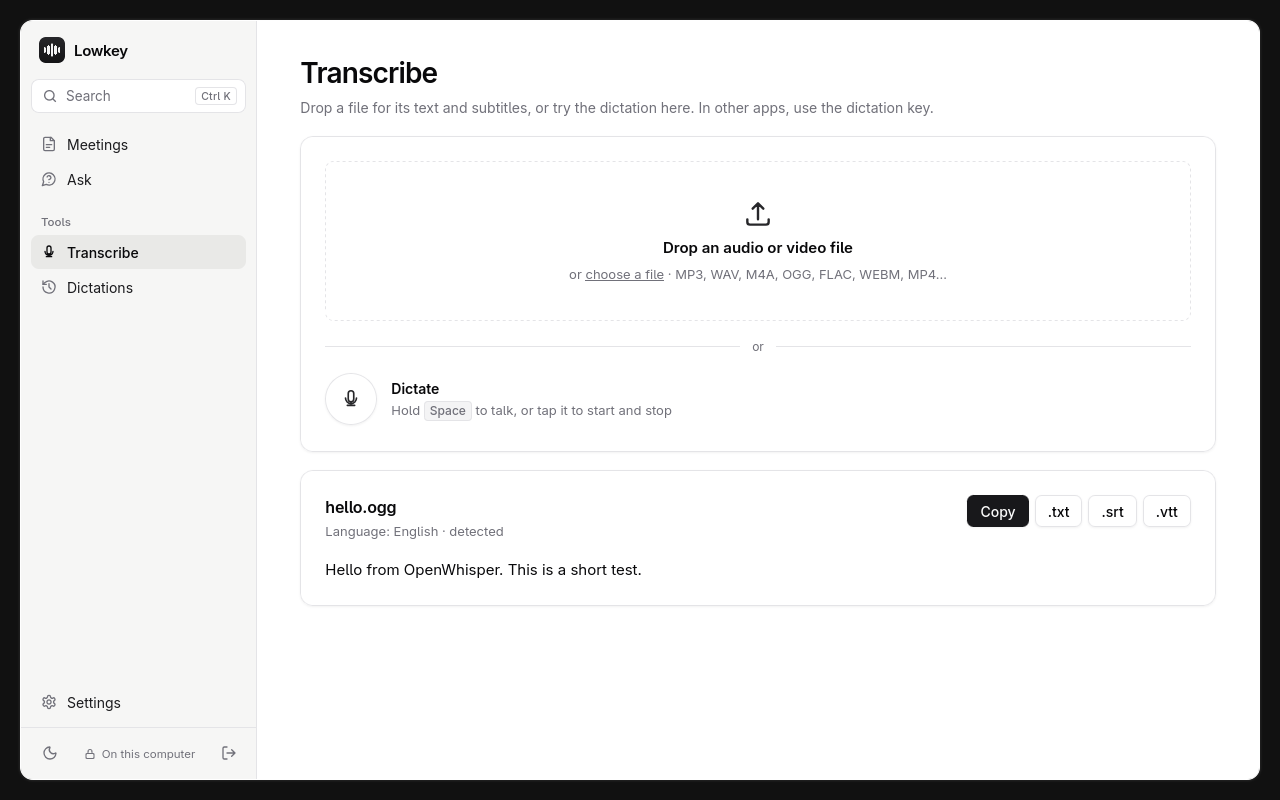 Lowkey
Search
Ctrl K
Meetings
Ask
Tools
Transcribe
Dictations
Settings
On this computer
Transcribe
Drop a file for its text and subtitles, or try the dictation here. In other apps, use the dictation key.
Drop an audio or video file
or choose a file · MP3, WAV, M4A, OGG, FLAC, WEBM, MP4…
or
Dictate
Hold Space to talk, or tap it to start and stop
hello.ogg
Language: English · detected
Copy
.txt
.srt
.vtt
Hello from OpenWhisper. This is a short test.